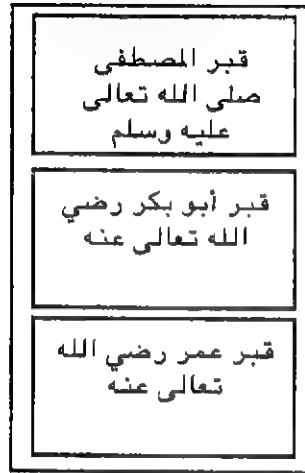 قبر المصطفى
صلى الله تعالى
عليه وسلم
قبر أبو بكر رضي
الله تعالى عنه
قبر عمر رضي الله
تعالى عنه